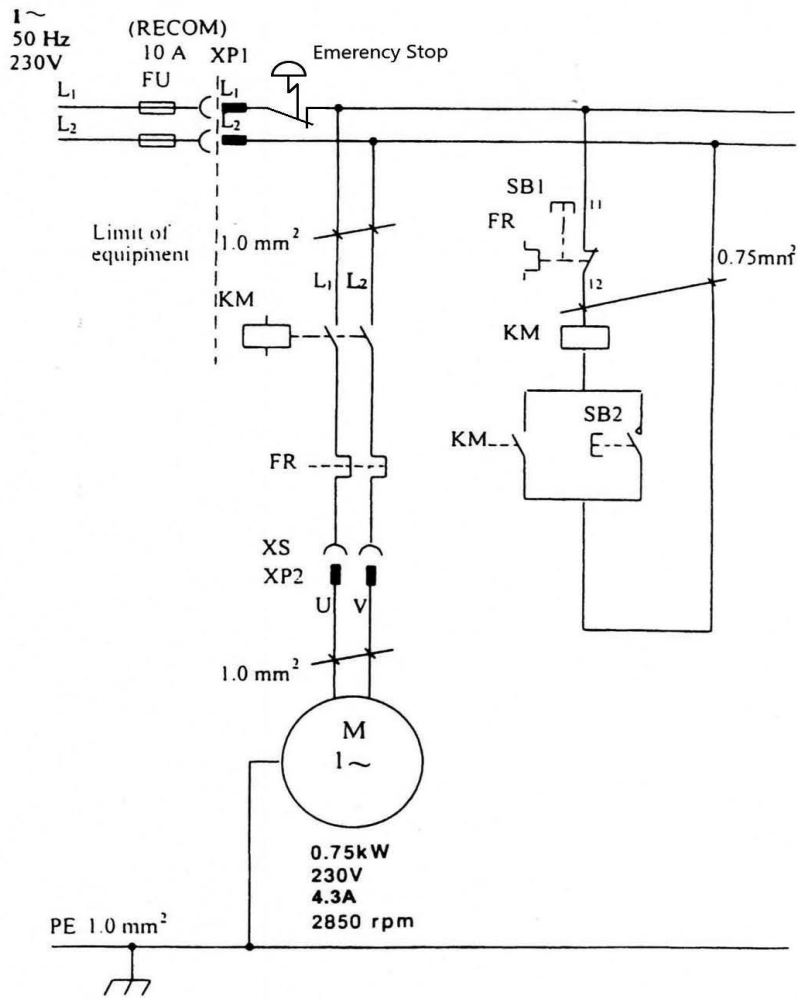 1~
50 Hz
230V
(RECOM)
10 A
FU
XP1
Emerency Stop
L1
L1
L2
L2
Limit of
equipment
1.0 mm2
L1
L2
KM
SB1
11
FR
12
0.75mm2
KM
KM
SB2
FR
XS
XP2
U
V
1.0 mm2
M
1~
0.75kW
230V
4.3A
2850 rpm
PE 1.0 mm2